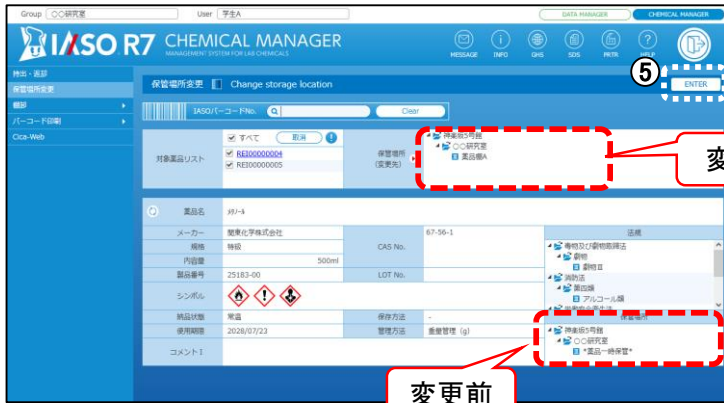 Group ○○研究室 User 学生A DATA MANAGER CHEMICAL MANAGER
IASO R7 CHEMICAL MANAGER
MANAGEMENT SYSTEM FOR LAB CHEMICALS
MESSAGE INFO GHS SDS PRTR HELP
持出・返却
保管場所変更
棚卸
バーコード印刷
Cica-Web
保管場所変更 Change storage location
⑤
ENTER
IASOバーコードNo. Clear
対象薬品リスト
すべて 取消
REI00000004
REI00000005
保管場所
(変更先)
神楽坂5号館
○○研究室
薬品棚A
変
薬品名 メタノール
メーカー 関東化学株式会社 CAS No. 67-56-1 法規
規格 特級
内容量 500ml
製品番号 25183-00 LOT No.
シンボル
毒物及び劇物取締法
劇物
劇物Ⅱ
消防法
第四類
アルコール類
納品状態 常温 保存方法 - 保管場所
使用期限 2028/07/23 管理方法 重量管理 (g)
コメントⅠ
神楽坂5号館
○○研究室
*薬品一時保管*
変更前